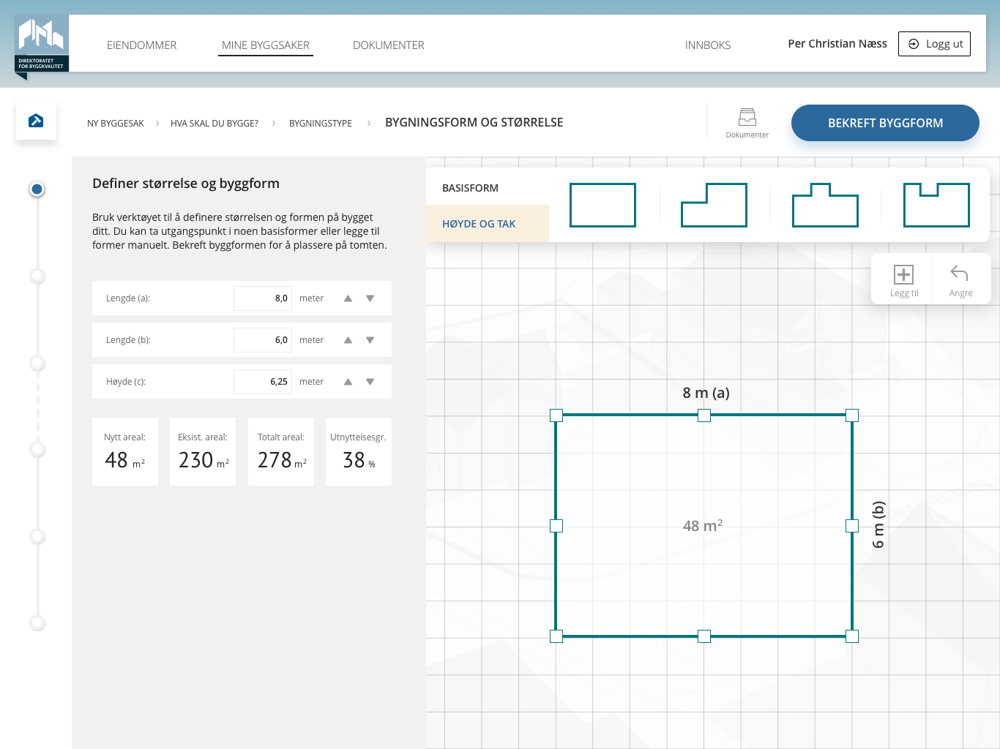 DIREKTORATET
FOR BYGGKVALITET
EIENDOMMER
MINE BYGGSAKER
DOKUMENTER
INNBOKS
Per Christian Næss
Logg ut
NY BYGGESAK › HVA SKAL DU BYGGE? › BYGNINGSTYPE › BYGNINGSFORM OG STØRRELSE
Dokumenter
BEKREFT BYGGFORM
Definer størrelse og byggform
Bruk verktøyet til å definere størrelsen og formen på bygget
ditt. Du kan ta utgangspunkt i noen basisformer eller legge til
former manuelt. Bekreft byggformen for å plassere på tomten.
Lengde (a): 8,0 meter
Lengde (b): 6,0 meter
Høyde (c): 6,25 meter
Nytt areal:
48 m²
Eksist. areal:
230 m²
Totalt areal:
278 m²
Utnyttelsesgr.
38 %
BASISFORM
HØYDE OG TAK
Legg til
Angre
8 m (a)
48 m²
6 m (b)